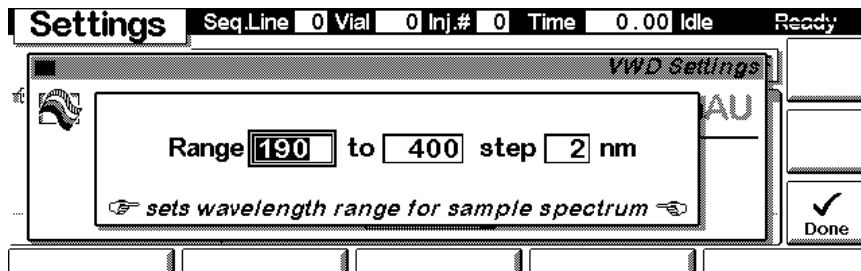 Settings Seq.Line 0 Vial 0 Inj.# 0 Time 0.00 Idle Ready
VWD Settings
AU
Range 190 to 400 step 2 nm
sets wavelength range for sample spectrum
Done